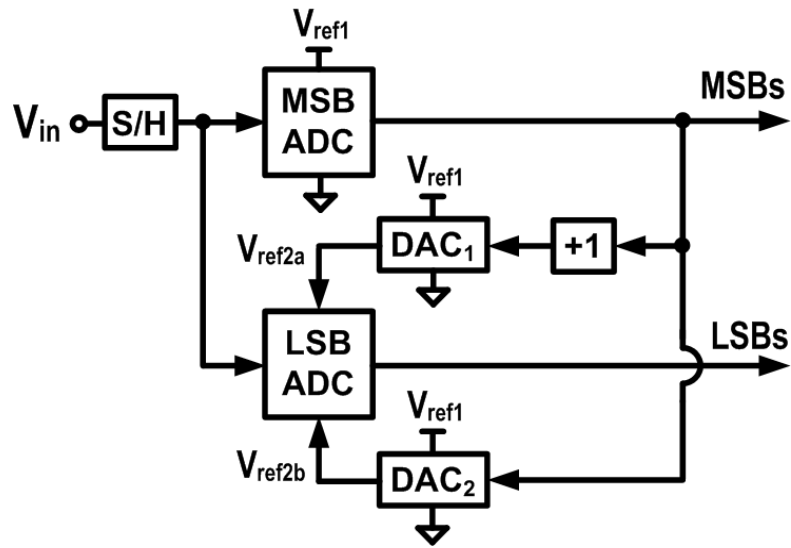 Vref1
MSBs
Vin
S/H
MSB
ADC
Vref1
Vref2a
DAC1
+1
LSBs
LSB
ADC
Vref1
Vref2b
DAC2